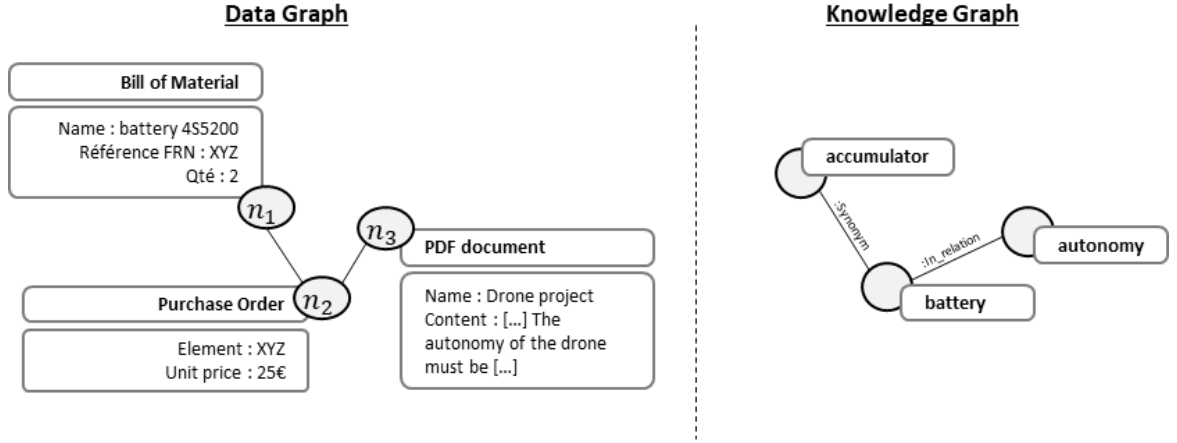 Data Graph
Bill of Material
Name : battery 4S5200
Référence FRN : XYZ
Qté : 2
n1
n3
PDF document
Name : Drone project
Content : [...] The
autonomy of the drone
must be [...]
n2
Purchase Order
Element : XYZ
Unit price : 25€
Knowledge Graph
accumulator
:Synonym
:In_relation
autonomy
battery